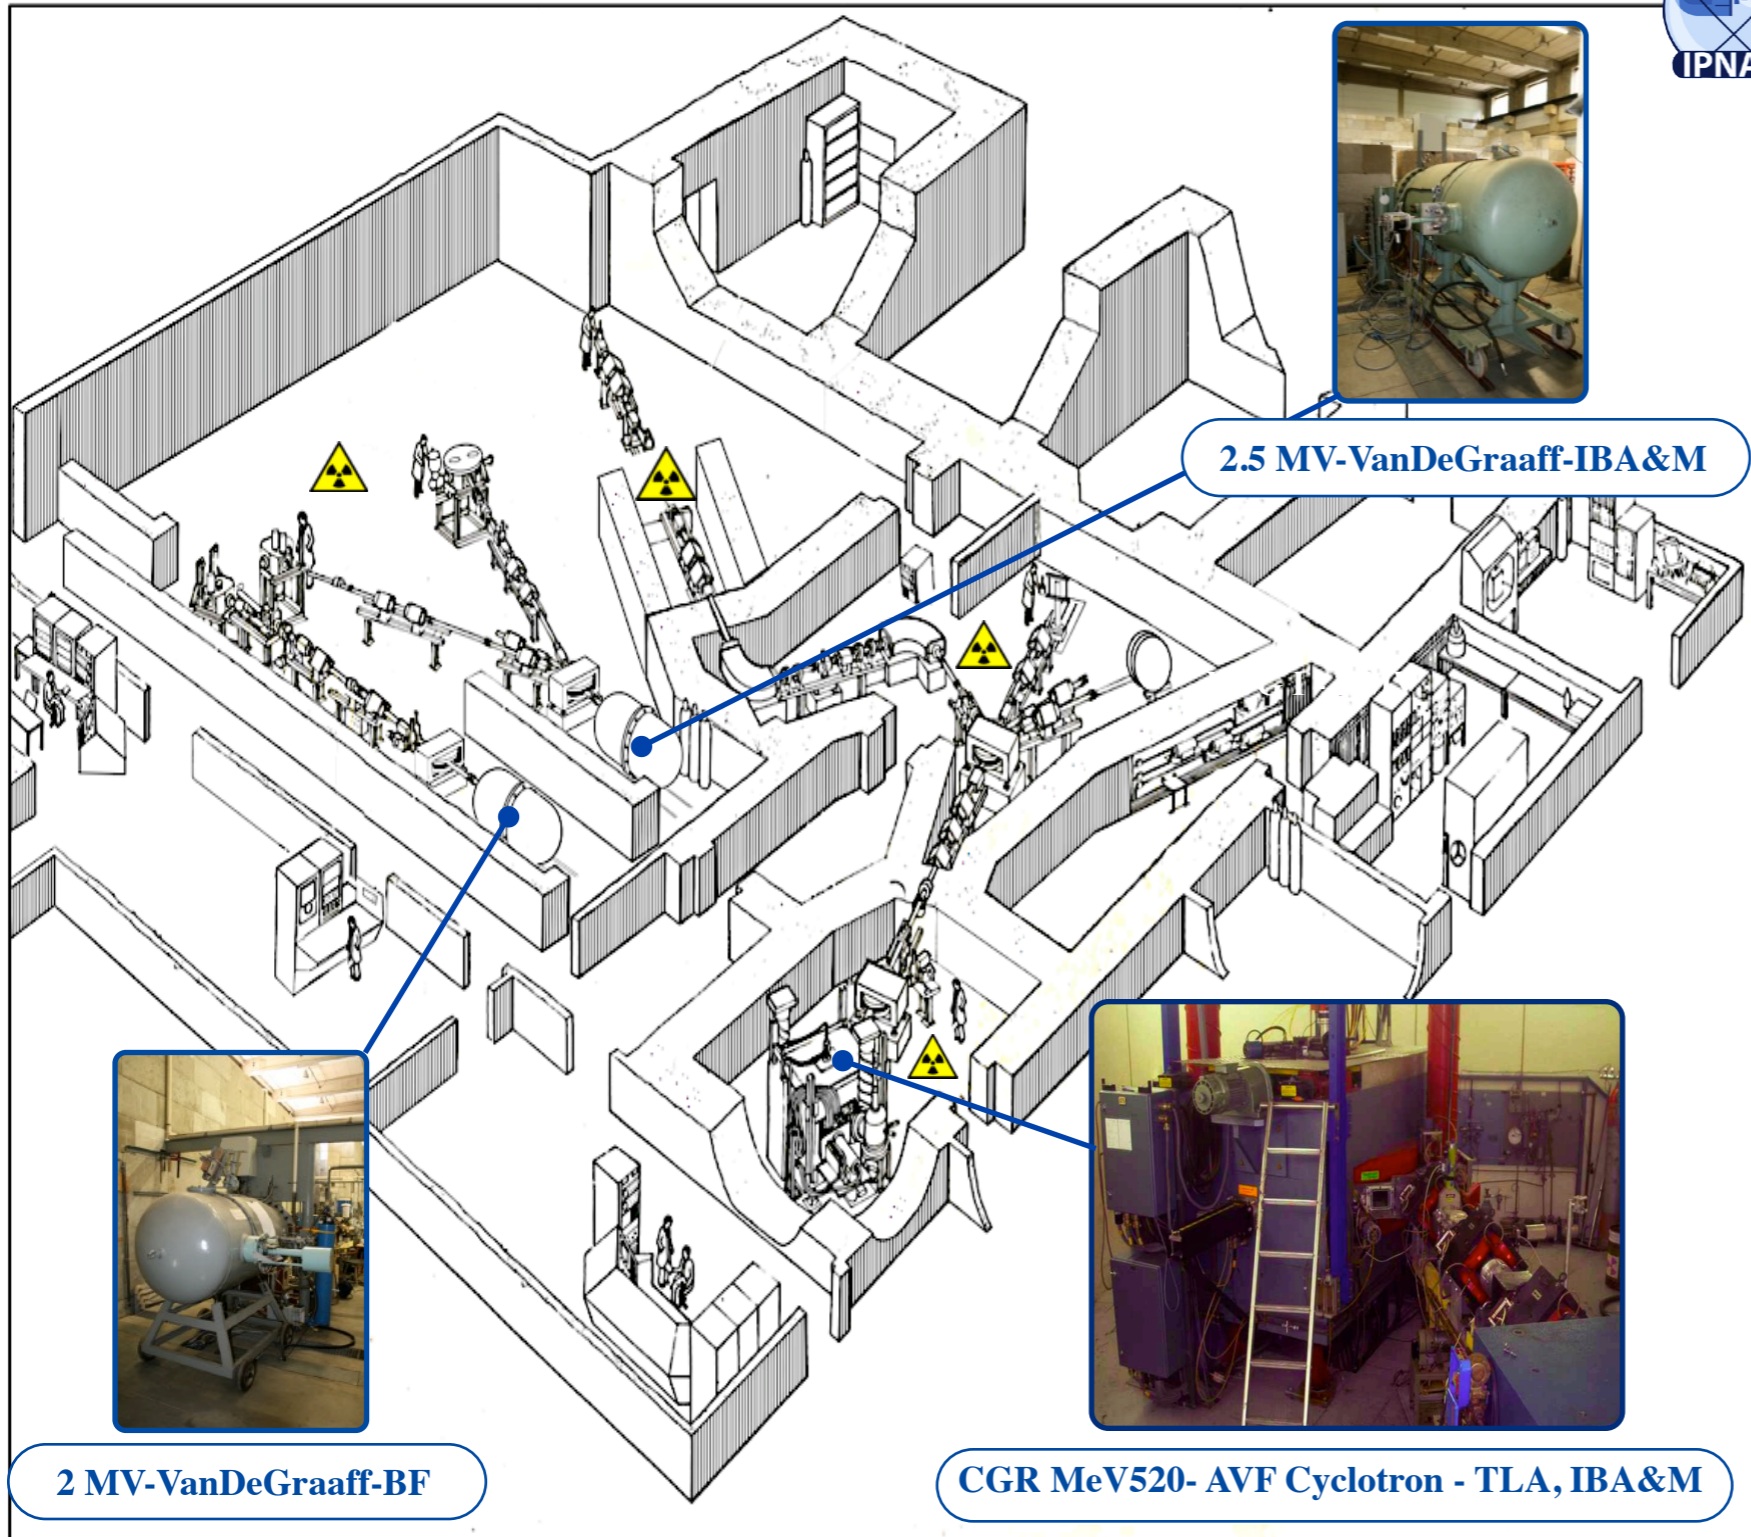 IPNA
2.5 MV-VanDeGraaff-IBA&M
2 MV-VanDeGraaff-BF
CGR MeV520- AVF Cyclotron - TLA, IBA&M